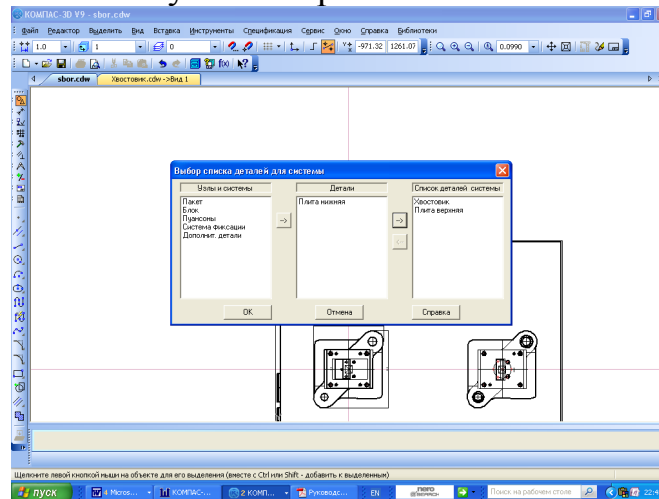 КОМПАС-3D V9 - sbor.cdw
Файл Редактор Выделить Вид Вставка Инструменты Спецификация Сервис Окно Справка Библиотеки
1.0 1 0 -971.32 1261.07 0.0990
f(x)
sbor.cdw Хвостовик.cdw ->Вид 1
Выбор списка деталей для системы
Узлы и системы Детали Список деталей системы
Пакет Плита нижняя Хвостовик
Блок Плита верхняя
Пуансоны
Система Фиксации
Дополнит. детали
OK Отмена Справка
Щелкните левой кнопкой мыши на объекте для его выделения (вместе с Ctrl или Shift - добавить к выделенным)
пуск 4 Micros... КОМПАС-... 2 КОМП... Руководс... EN nero SEARCH Поиск на рабочем столе